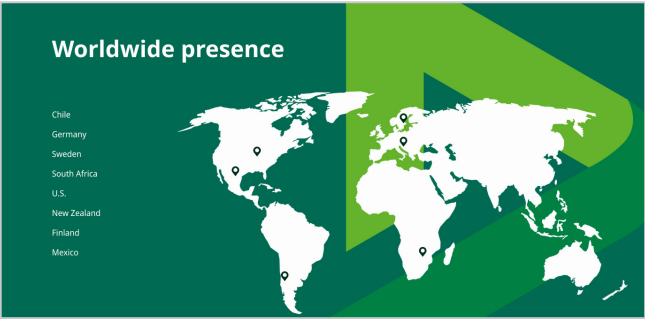 Worldwide presence
Chile
Germany
Sweden
South Africa
U.S.
New Zealand
Finland
Mexico